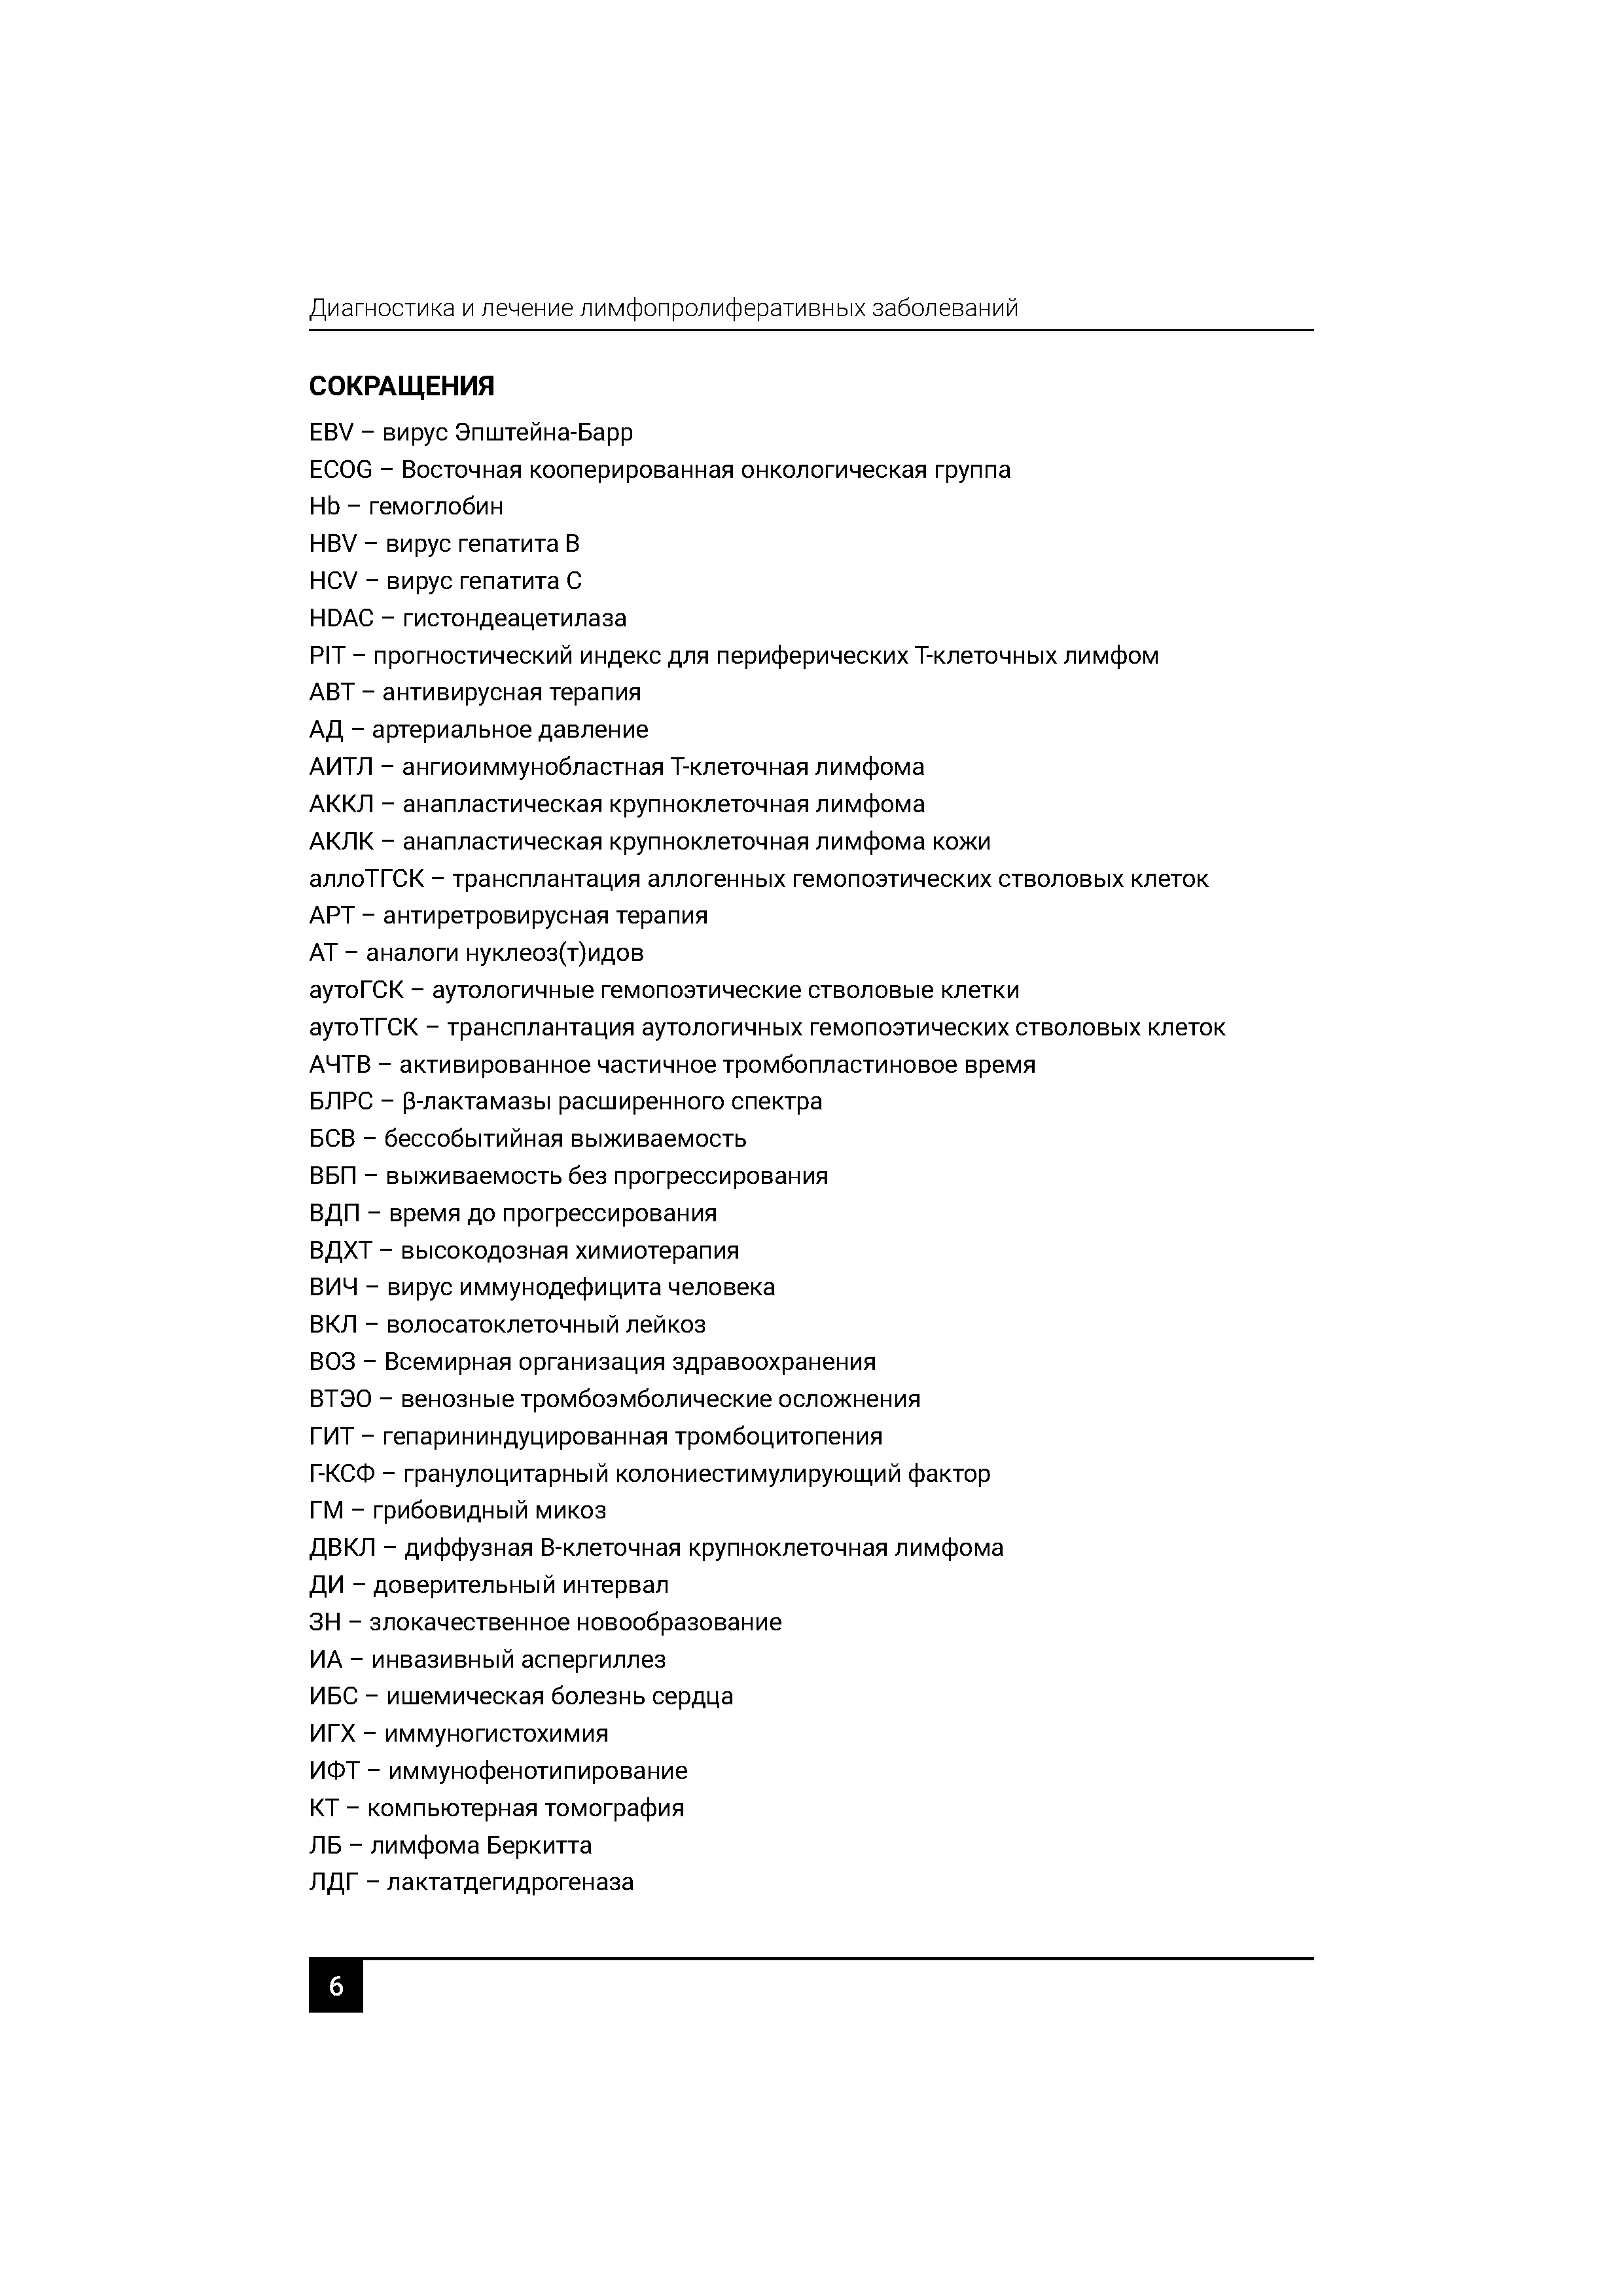 Диагностика и лечение лимфопролиферативных заболеваний
СОКРАЩЕНИЯ
EBV – вирус Эпштейна-Барр
ECOG – Восточная кооперированная онкологическая группа
Hb – гемоглобин
HBV – вирус гепатита B
HCV – вирус гепатита C
HDAC – гистондеацетилаза
PIT – прогностический индекс для периферических Т-клеточных лимфом
АВТ – антивирусная терапия
АД – артериальное давление
АИТЛ – ангиоиммунобластная Т-клеточная лимфома
АККЛ – анапластическая крупноклеточная лимфома
АКЛК – анапластическая крупноклеточная лимфома кожи
аллоТГСК – трансплантация аллогенных гемопоэтических стволовых клеток
АРТ – антиретровирусная терапия
АТ – аналоги нуклеоз(т)идов
аутоГСК – аутологичные гемопоэтические стволовые клетки
аутоТГСК – трансплантация аутологичных гемопоэтических стволовых клеток
АЧТВ – активированное частичное тромбопластиновое время
БЛРС – β-лактамазы расширенного спектра
БСВ – бессобытийная выживаемость
ВБП – выживаемость без прогрессирования
ВДП – время до прогрессирования
ВДХТ – высокодозная химиотерапия
ВИЧ – вирус иммунодефицита человека
ВКЛ – волосатоклеточный лейкоз
ВОЗ – Всемирная организация здравоохранения
ВТЭО – венозные тромбоэмболические осложнения
ГИТ – гепарининдуцированная тромбоцитопения
Г-КСФ – гранулоцитарный колониестимулирующий фактор
ГМ – грибовидный микоз
ДВКЛ – диффузная В-клеточная крупноклеточная лимфома
ДИ – доверительный интервал
ЗН – злокачественное новообразование
ИА – инвазивный аспергиллез
ИБС – ишемическая болезнь сердца
ИГХ – иммуногистохимия
ИФТ – иммунофенотипирование
КТ – компьютерная томография
ЛБ – лимфома Беркитта
ЛДГ – лактатдегидрогеназа
6